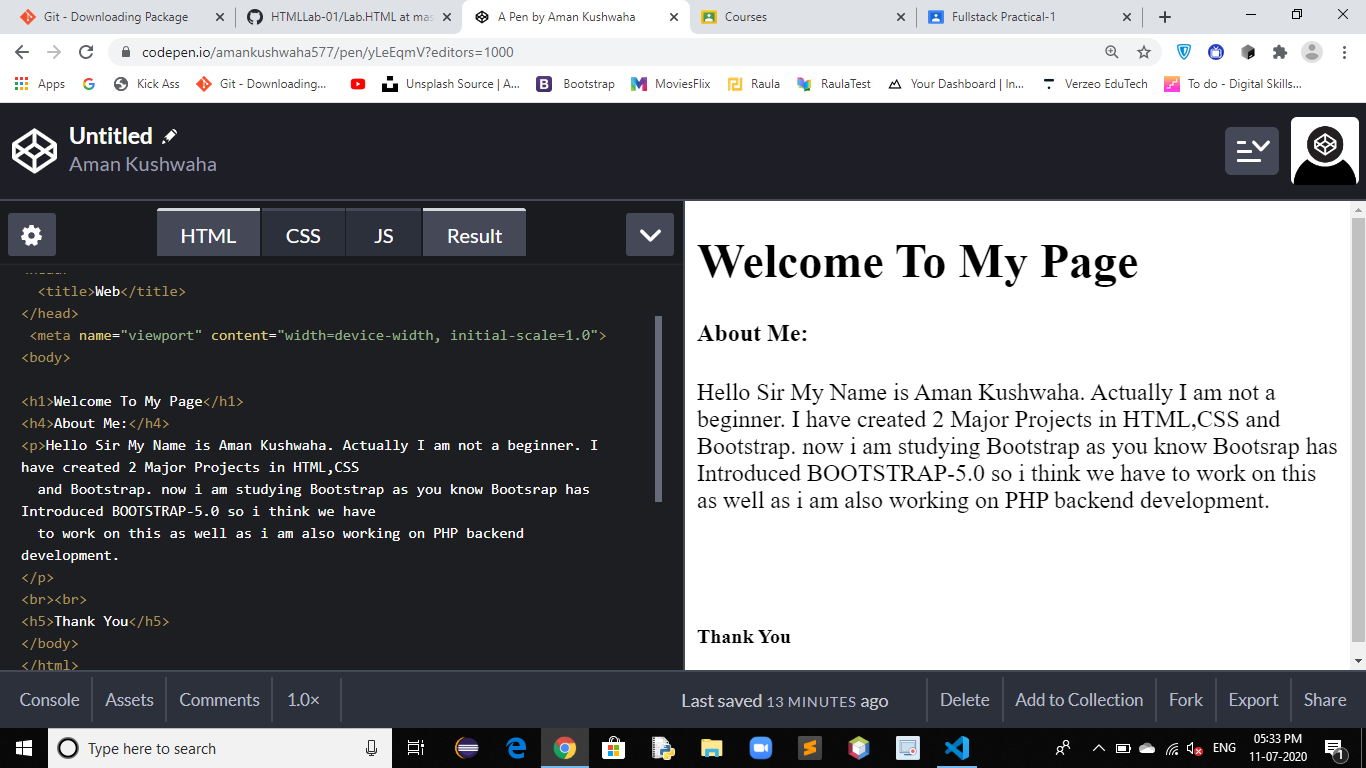 Git - Downloading Package
HTMLLab-01/Lab.HTML at mas
A Pen by Aman Kushwaha
Courses
Fullstack Practical-1
codepen.io/amankushwaha577/pen/yLeEqmV?editors=1000
Apps
Kick Ass
Git - Downloading...
Unsplash Source | A...
Bootstrap
MoviesFlix
Raula
RaulaTest
Your Dashboard | In...
Verzeo EduTech
To do - Digital Skills...
Untitled
Aman Kushwaha
HTML CSS JS Result
<title>Web</title>
</head>
<meta name="viewport" content="width=device-width, initial-scale=1.0">
<body>
<h1>Welcome To My Page</h1>
<h4>About Me:</h4>
<p>Hello Sir My Name is Aman Kushwaha. Actually I am not a beginner. I
have created 2 Major Projects in HTML,CSS
and Bootstrap. now i am studying Bootstrap as you know Bootsrap has
Introduced BOOTSTRAP-5.0 so i think we have
to work on this as well as i am also working on PHP backend
development.
</p>
<br><br>
<h5>Thank You</h5>
</body>
</html>
Welcome To My Page
About Me:
Hello Sir My Name is Aman Kushwaha. Actually I am not a
beginner. I have created 2 Major Projects in HTML,CSS and
Bootstrap. now i am studying Bootstrap as you know Bootsrap has
Introduced BOOTSTRAP-5.0 so i think we have to work on this
as well as i am also working on PHP backend development.
Thank You
Console Assets Comments 1.0×
Last saved 13 MINUTES ago
Delete Add to Collection Fork Export Share
Type here to search
ENG
05:33 PM
11-07-2020
1